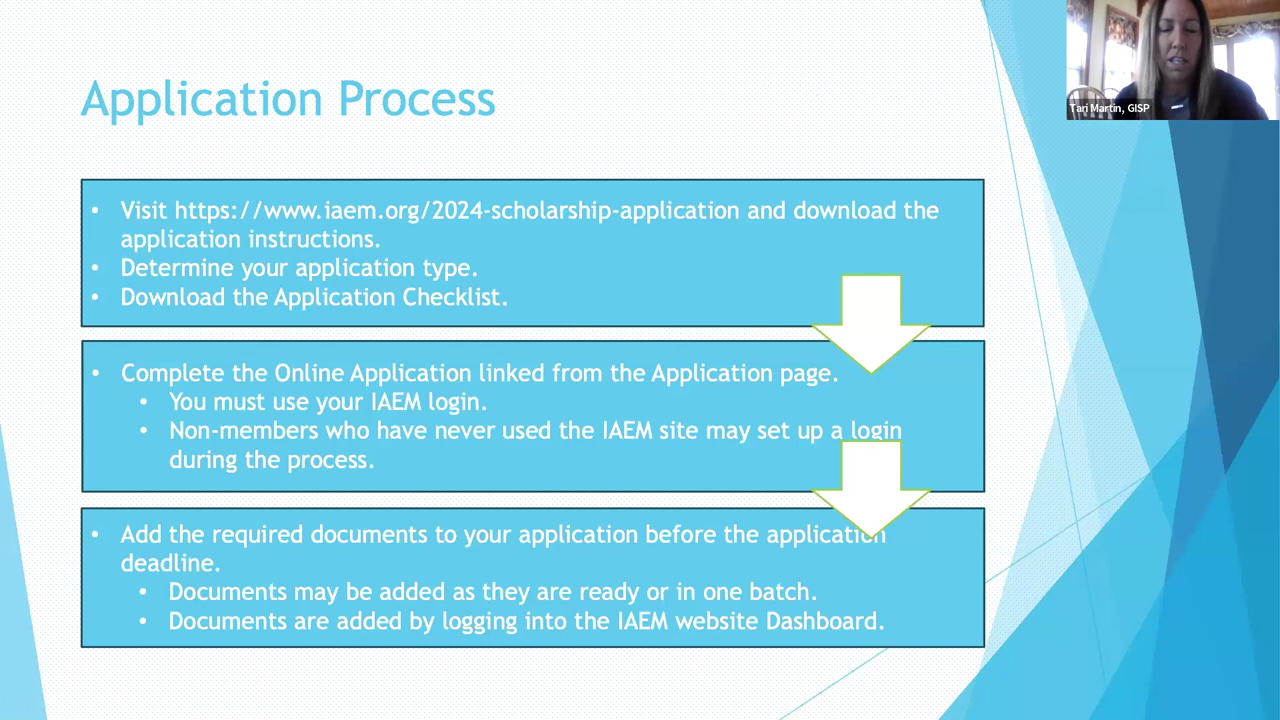 Application Process
Tari Martin, GISP
• Visit https://www.iaem.org/2024-scholarship-application and download the
application instructions.
• Determine your application type.
• Download the Application Checklist.
• Complete the Online Application linked from the Application page.
• You must use your IAEM login.
• Non-members who have never used the IAEM site may set up a login
during the process.
• Add the required documents to your application before the application
deadline.
• Documents may be added as they are ready or in one batch.
• Documents are added by logging into the IAEM website Dashboard.